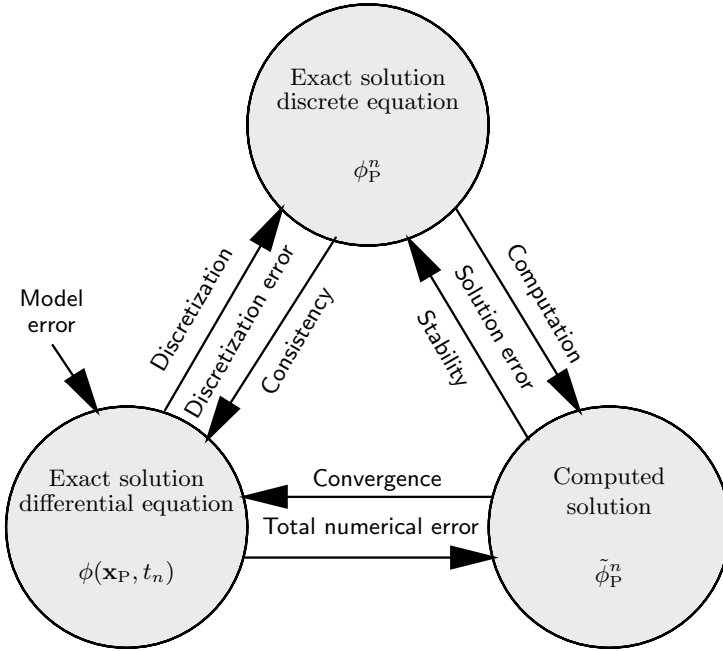 Exact solution
discrete equation
ϕ_P^n
Model
error
Discretization
Discretization error
Consistency
Stability
Solution error
Computation
Exact solution
differential equation
ϕ(x_P, t_n)
Convergence
Total numerical error
Computed
solution
ϕ̃_P^n